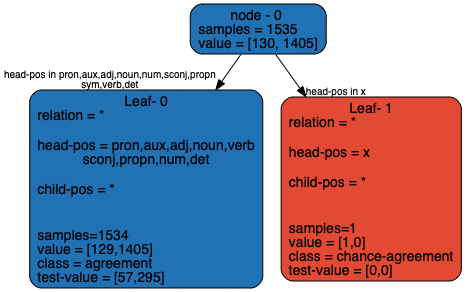 node - 0
samples = 1535
value = [130, 1405]
head-pos in pron,aux,adj,noun,num,sconj,propn
sym,verb,det
head-pos in x
Leaf- 0
relation = *
head-pos = pron,aux,adj,noun,verb
sconj,propn,num,det
child-pos = *
samples=1534
value = [129,1405]
class = agreement
test-value = [57,295]
Leaf- 1
relation = *
head-pos = x
child-pos = *
samples=1
value = [1,0]
class = chance-agreement
test-value = [0,0]